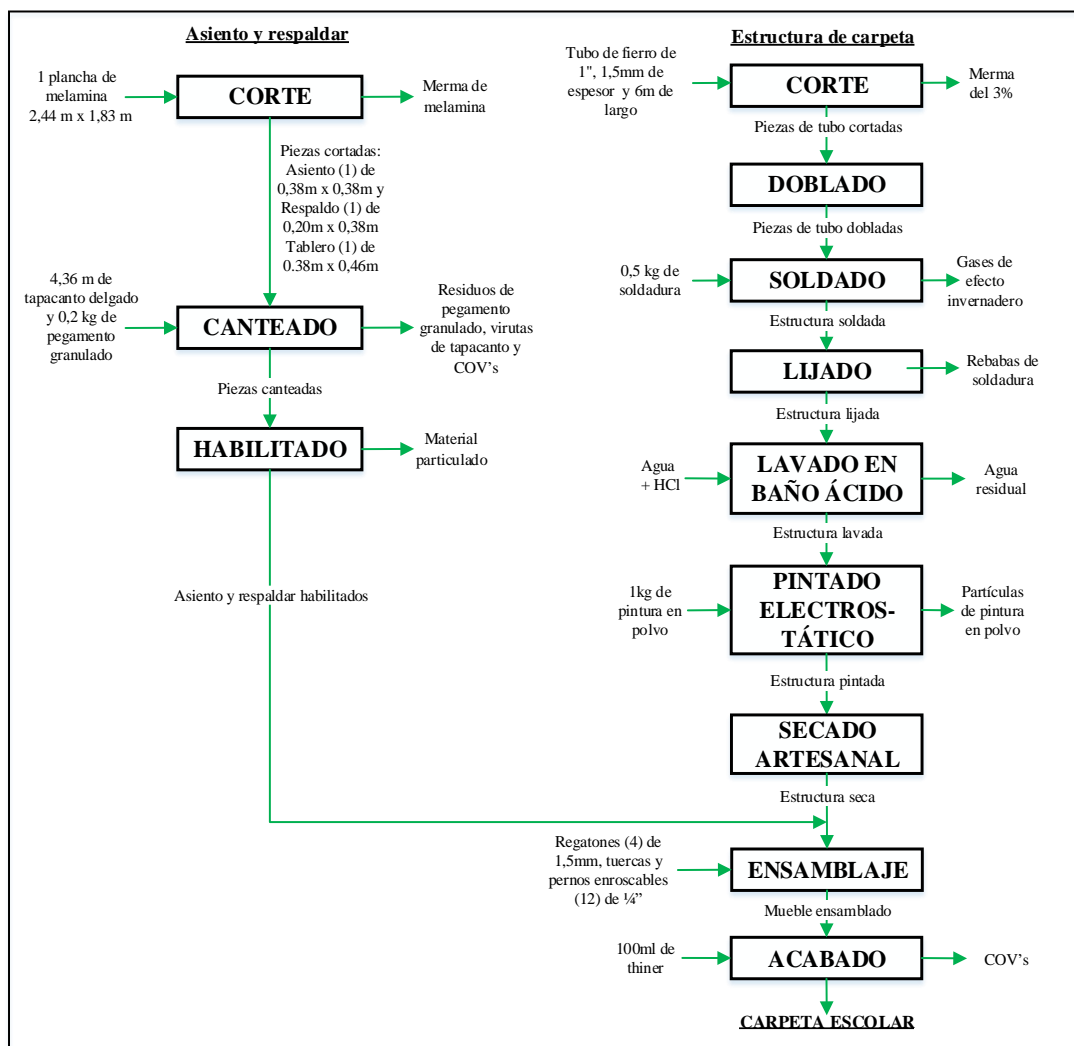 Asiento y respaldar
1 plancha de
melamina
2,44 m x 1,83 m
CORTE
Merma de
melamina
Piezas cortadas:
Asiento (1) de
0,38m x 0,38m y
Respaldo (1) de
0,20m x 0,38m
Tablero (1) de
0.38m x 0,46m
4,36 m de
tapacanto delgado
y 0,2 kg de
pegamento
granulado
CANTEADO
Residuos de
pegamento
granulado, virutas
de tapacanto y
COV's
Piezas canteadas
HABILITADO
Material
particulado
Asiento y respaldar habilitados
Estructura de carpeta
Tubo de fierro de
1", 1,5mm de
espesor y 6m de
largo
CORTE
Merma
del 3%
Piezas de tubo cortadas
DOBLADO
Piezas de tubo dobladas
0,5 kg de
soldadura
SOLDADO
Gases de
efecto
invernadero
Estructura soldada
LIJADO
Rebabas de
soldadura
Estructura lijada
Agua
+ HCl
LAVADO EN
BAÑO ÁCIDO
Agua
residual
Estructura lavada
1kg de
pintura en
polvo
PINTADO
ELECTROS-
TÁTICO
Partículas
de pintura
en polvo
Estructura pintada
SECADO
ARTESANAL
Estructura seca
Regatones (4) de
1,5mm, tuercas y
pernos enroscables
(12) de ¼”
ENSAMBLAJE
Mueble ensamblado
100ml de
thiner
ACABADO
COV’s
CARPETA ESCOLAR